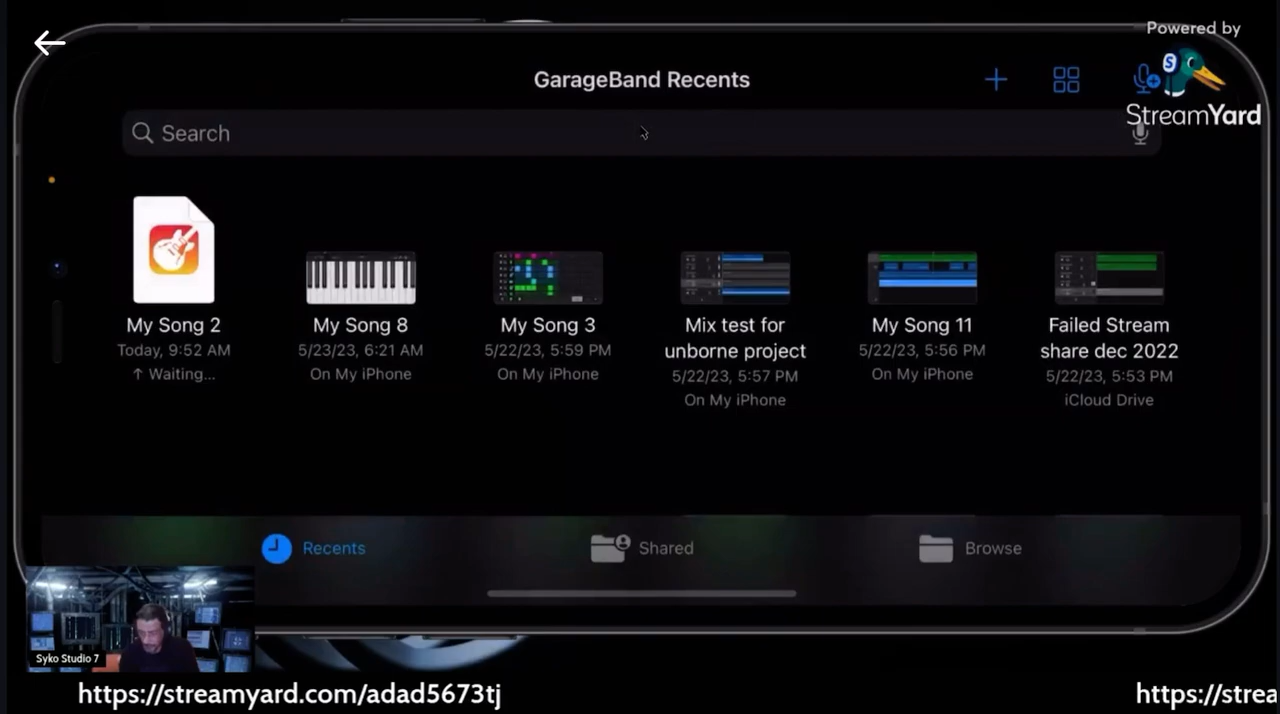 Powered by
StreamYard
GarageBand Recents
Search
My Song 2
Today, 9:52 AM
↑ Waiting...
My Song 8
5/23/23, 6:21 AM
On My iPhone
My Song 3
5/22/23, 5:59 PM
On My iPhone
Mix test for
unborne project
5/22/23, 5:57 PM
On My iPhone
My Song 11
5/22/23, 5:56 PM
On My iPhone
Failed Stream
share dec 2022
5/22/23, 5:53 PM
iCloud Drive
Recents
Shared
Browse
Syko Studio 7
https://streamyard.com/adad5673tj
https://strea